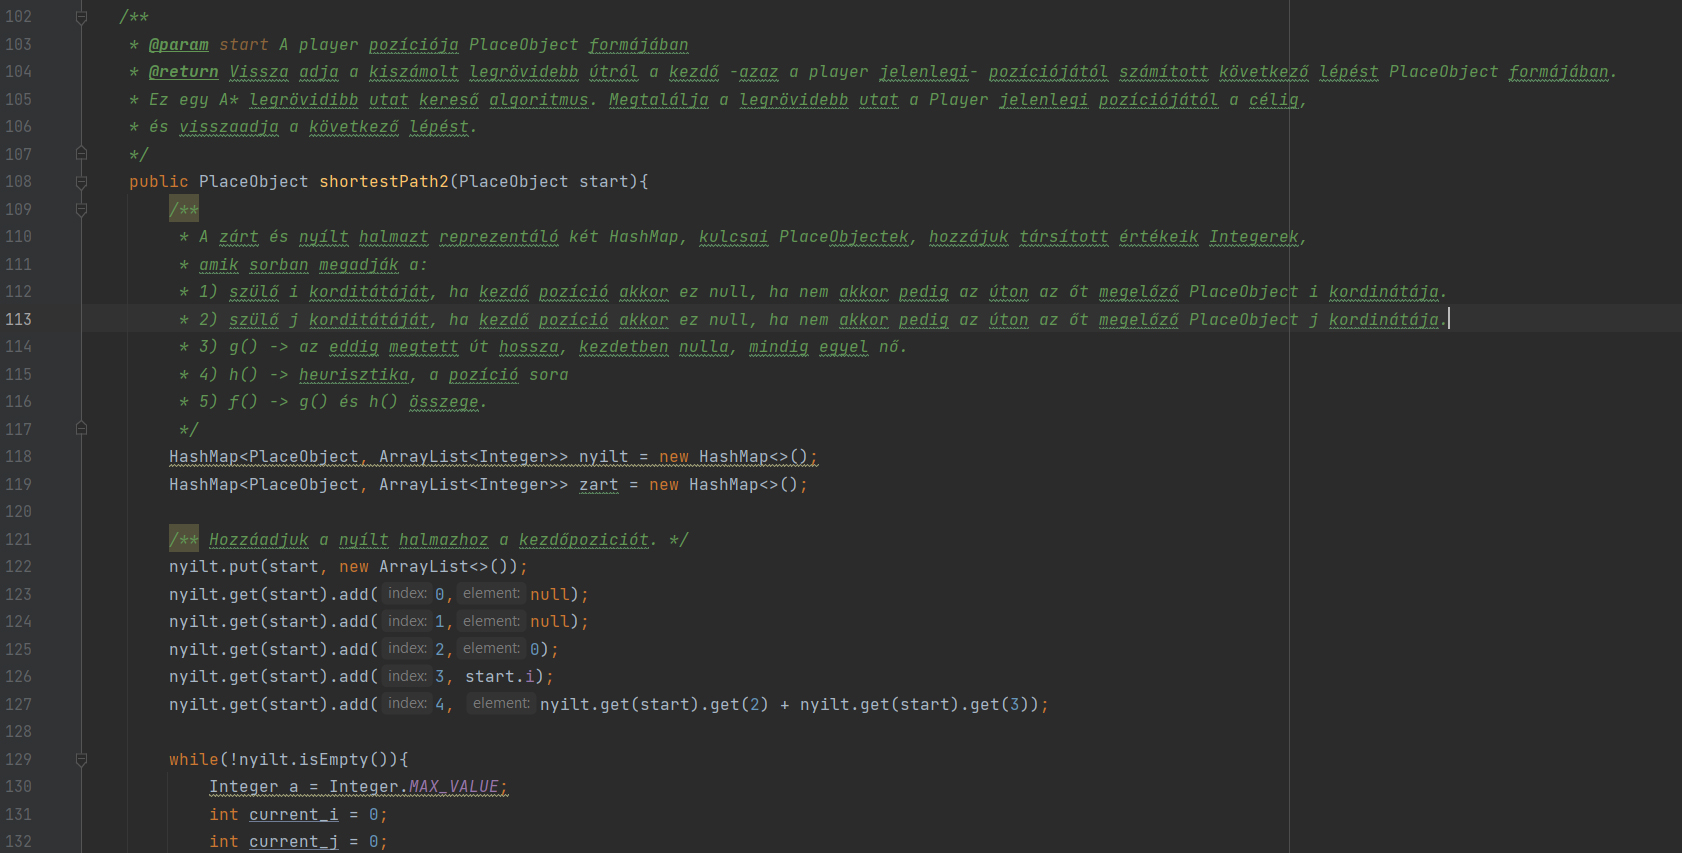 102 /**
103 * @param start A player pozíciója PlaceObject formájában
104 * @return Vissza adja a kiszámolt legrövidebb útról a kezdő -azaz a player jelenlegi- pozíciójától számított következő lépést PlaceObject formájában.
105 * Ez egy A* legrövidibb utat kereső algoritmus. Megtalálja a legrövidebb utat a Player jelenlegi pozíciójától a célig,
106 * és visszaadja a következő lépést.
107 */
108 public PlaceObject shortestPath2(PlaceObject start){
109 /**
110 * A zárt és nyílt halmazt reprezentáló két HashMap, kulcsai PlaceObjectek, hozzájuk társított értékeik Integerek,
111 * amik sorban megadják a:
112 * 1) szülő i korditátáját, ha kezdő pozíció akkor ez null, ha nem akkor pedig az úton az őt megelőző PlaceObject i kordinátája.
113 * 2) szülő j korditátáját, ha kezdő pozíció akkor ez null, ha nem akkor pedig az úton az őt megelőző PlaceObject j kordinátája.
114 * 3) g() -> az eddig megtett út hossza, kezdetben nulla, mindig egyel nő.
115 * 4) h() -> heurisztika, a pozíció sora
116 * 5) f() -> g() és h() összege.
117 */
118 HashMap<PlaceObject, ArrayList<Integer>> nyilt = new HashMap<>();
119 HashMap<PlaceObject, ArrayList<Integer>> zart = new HashMap<>();
120
121 /** Hozzáadjuk a nyílt halmazhoz a kezdőpoziciót. */
122 nyilt.put(start, new ArrayList<>());
123 nyilt.get(start).add( index: 0, element: null);
124 nyilt.get(start).add( index: 1, element: null);
125 nyilt.get(start).add( index: 2, element: 0);
126 nyilt.get(start).add( index: 3, start.i);
127 nyilt.get(start).add( index: 4, element: nyilt.get(start).get(2) + nyilt.get(start).get(3));
128
129 while(!nyilt.isEmpty()){
130 Integer a = Integer.MAX_VALUE;
131 int current_i = 0;
132 int current_j = 0;